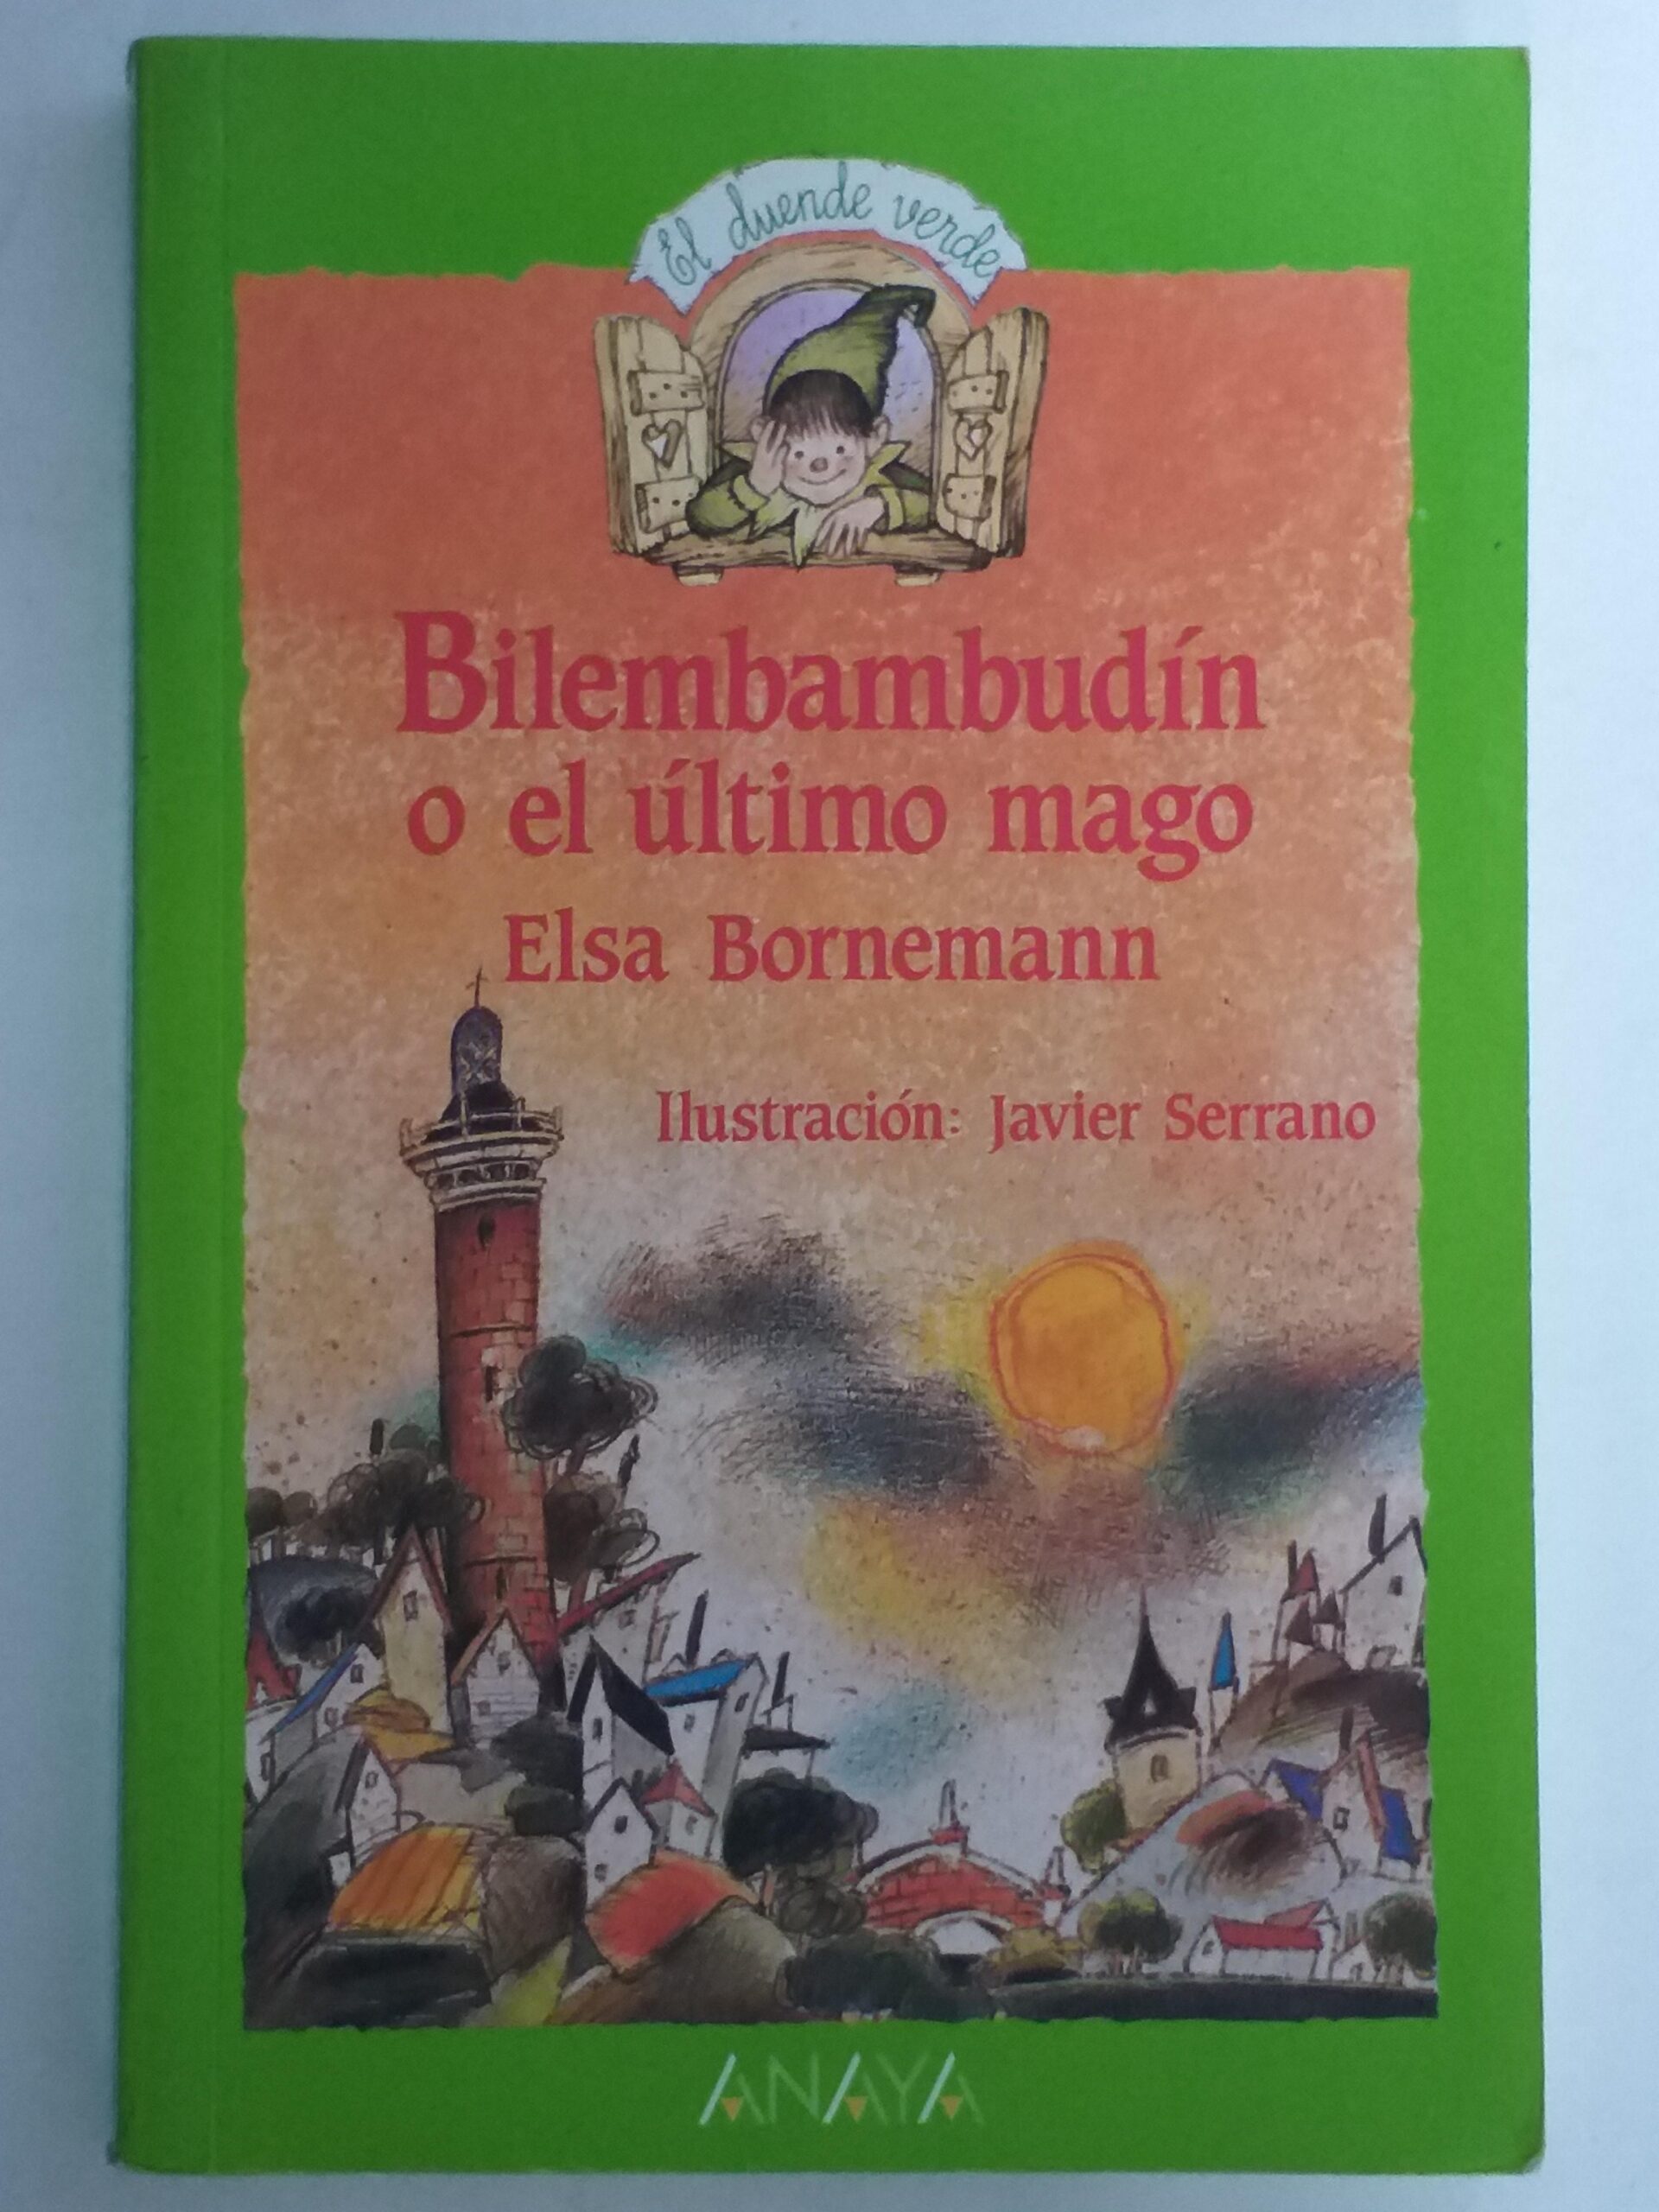 El duende verde
Bilembambudín
o el último mago
Elsa Bornemann
Ilustración: Javier Serrano
ANAYA